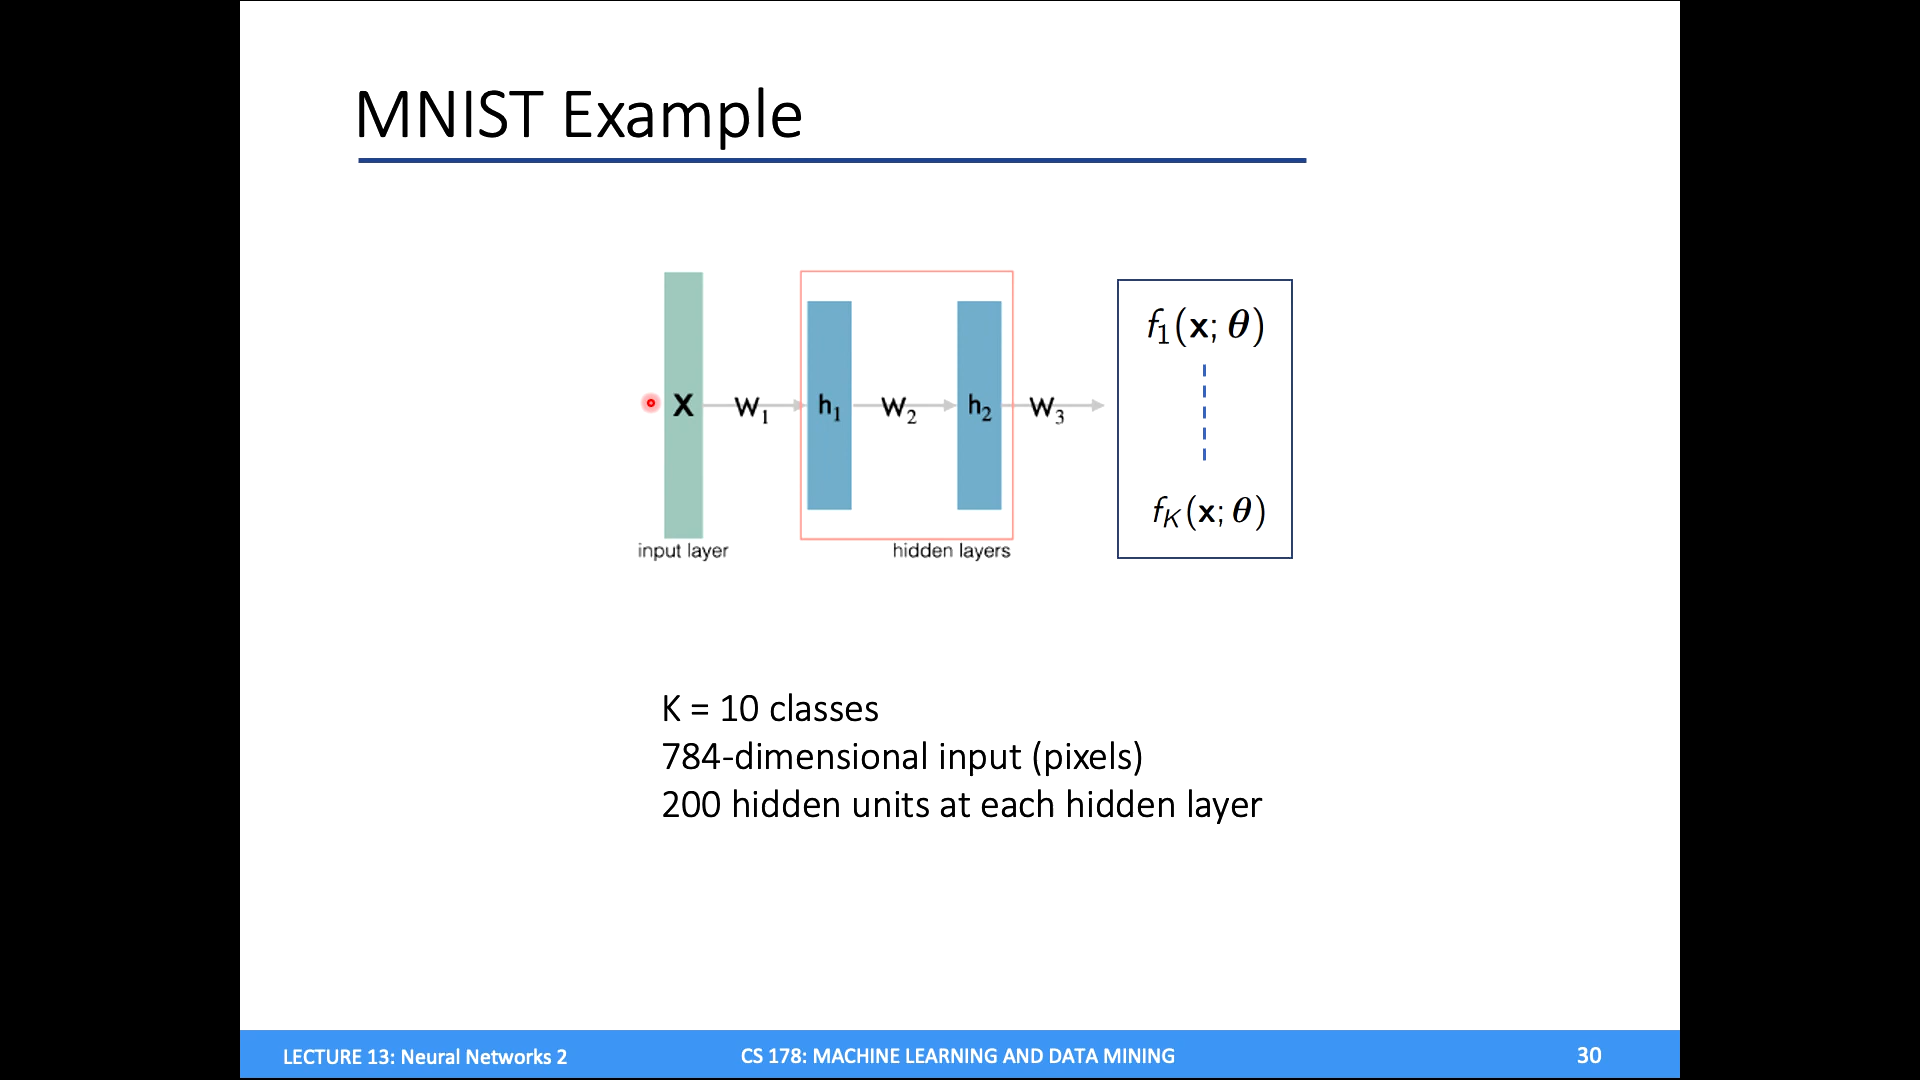 MNIST Example
X
W1
h1
W2
h2
W3
f1(x; θ)
fK(x; θ)
input layer
hidden layers
K = 10 classes
784-dimensional input (pixels)
200 hidden units at each hidden layer
LECTURE 13: Neural Networks 2
CS 178: MACHINE LEARNING AND DATA MINING
30